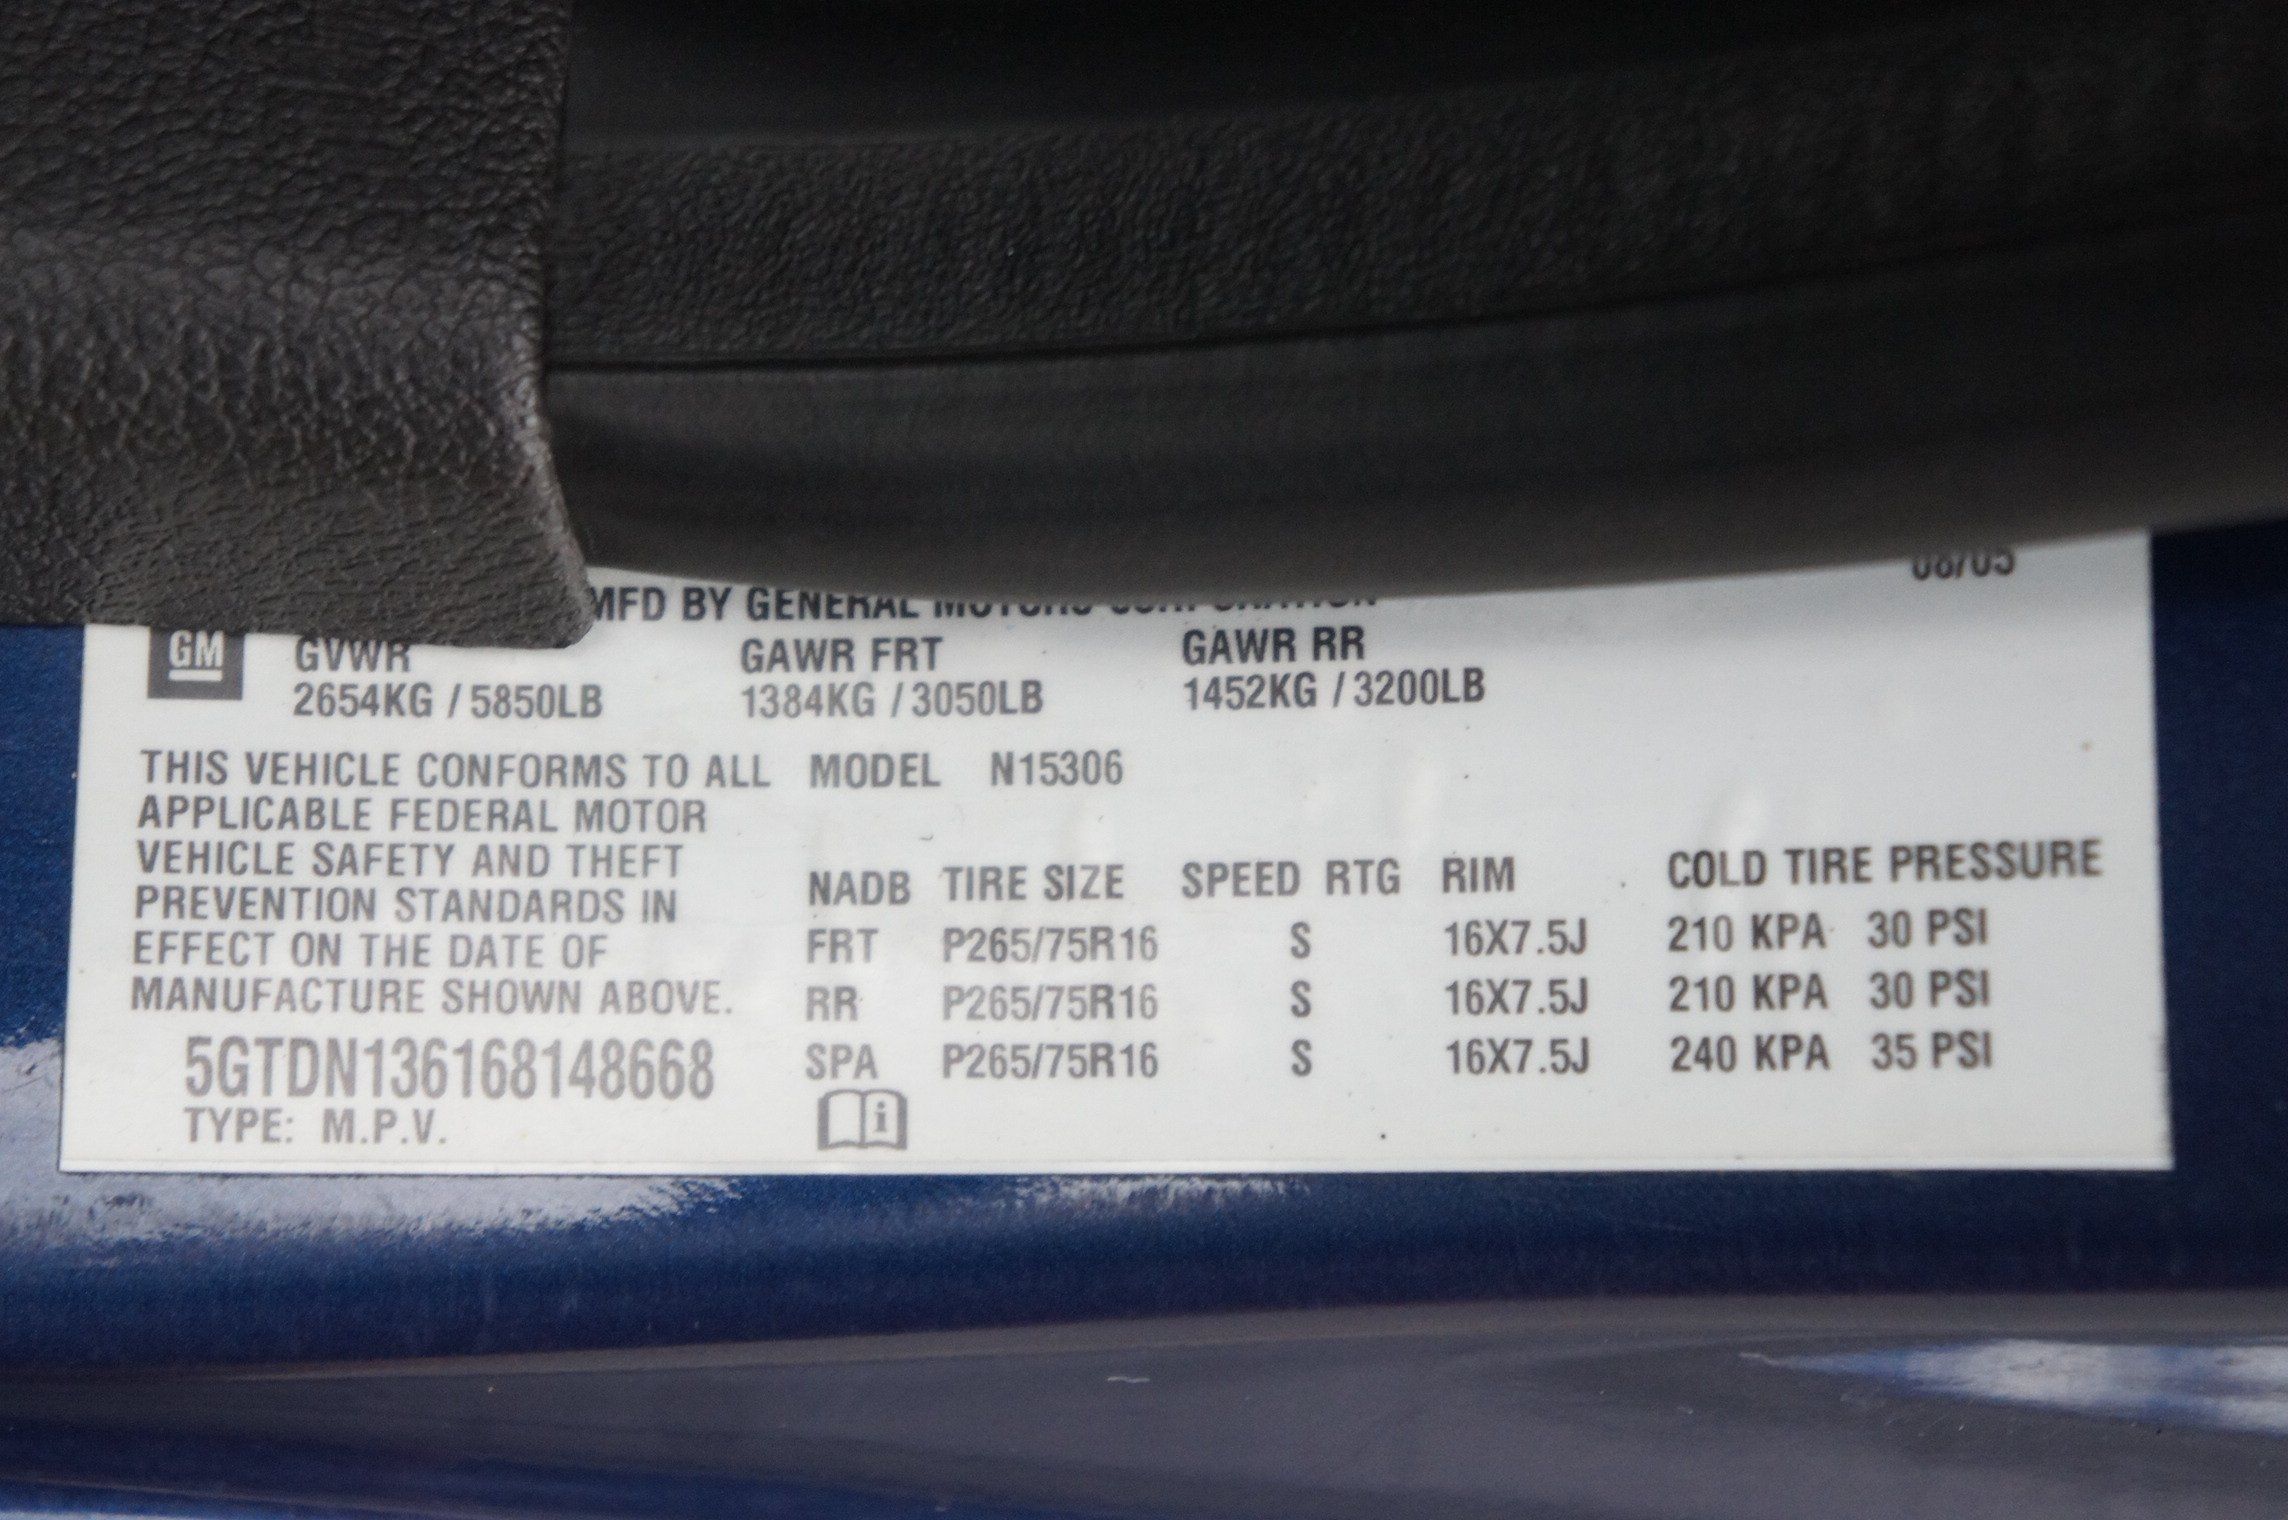 08/05
MFD BY GENERAL MOTORS CORPORATION
GM
GVWR GAWR FRT GAWR RR
2654KG / 5850LB 1384KG / 3050LB 1452KG / 3200LB
THIS VEHICLE CONFORMS TO ALL
APPLICABLE FEDERAL MOTOR
VEHICLE SAFETY AND THEFT
PREVENTION STANDARDS IN
EFFECT ON THE DATE OF
MANUFACTURE SHOWN ABOVE.
5GTDN136168148668
TYPE: M.P.V.
MODEL N15306
NADB TIRE SIZE SPEED RTG RIM COLD TIRE PRESSURE
FRT P265/75R16 S 16X7.5J 210 KPA 30 PSI
RR P265/75R16 S 16X7.5J 210 KPA 30 PSI
SPA P265/75R16 S 16X7.5J 240 KPA 35 PSI
i